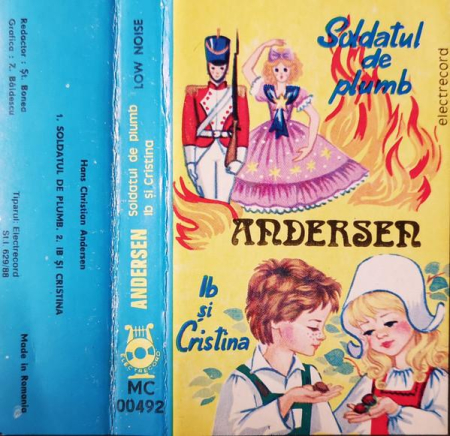 Redactor : Șt. Bonea
Grafica : Z. Băldescu
Hans Christian Andersen
1. SOLDATUL DE PLUMB. 2. IB ȘI CRISTINA
Tiparul: Electrecord
ST.I. 629/88
Made in Romania
LOW NOISE
Soldatul de plumb
Ib și Cristina
ANDERSEN
ELECTRECORD
MC
00492
Soldatul
de
plumb
electrecord
ANDERSEN
Ib
și
Cristina